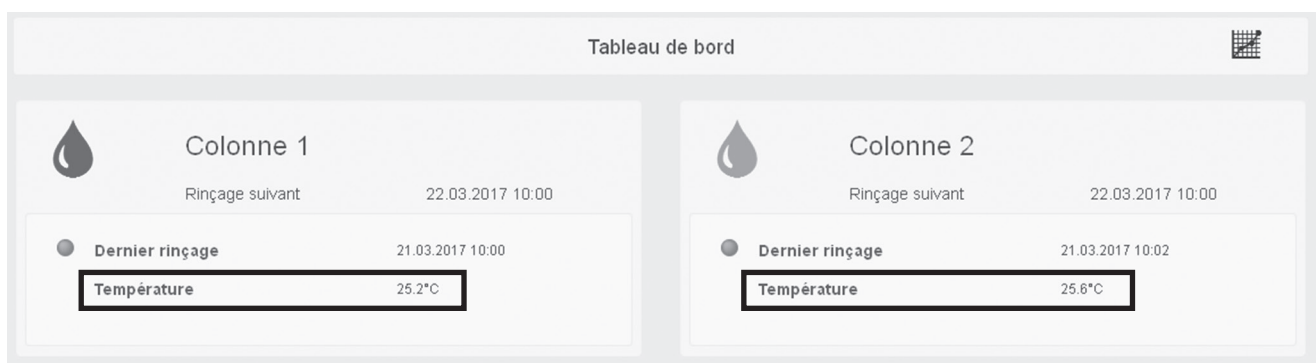 Tableau de bord
Colonne 1
Rinçage suivant 22.03.2017 10:00
Dernier rinçage 21.03.2017 10:00
Température 25.2°C
Colonne 2
Rinçage suivant 22.03.2017 10:00
Dernier rinçage 21.03.2017 10:02
Température 25.6°C